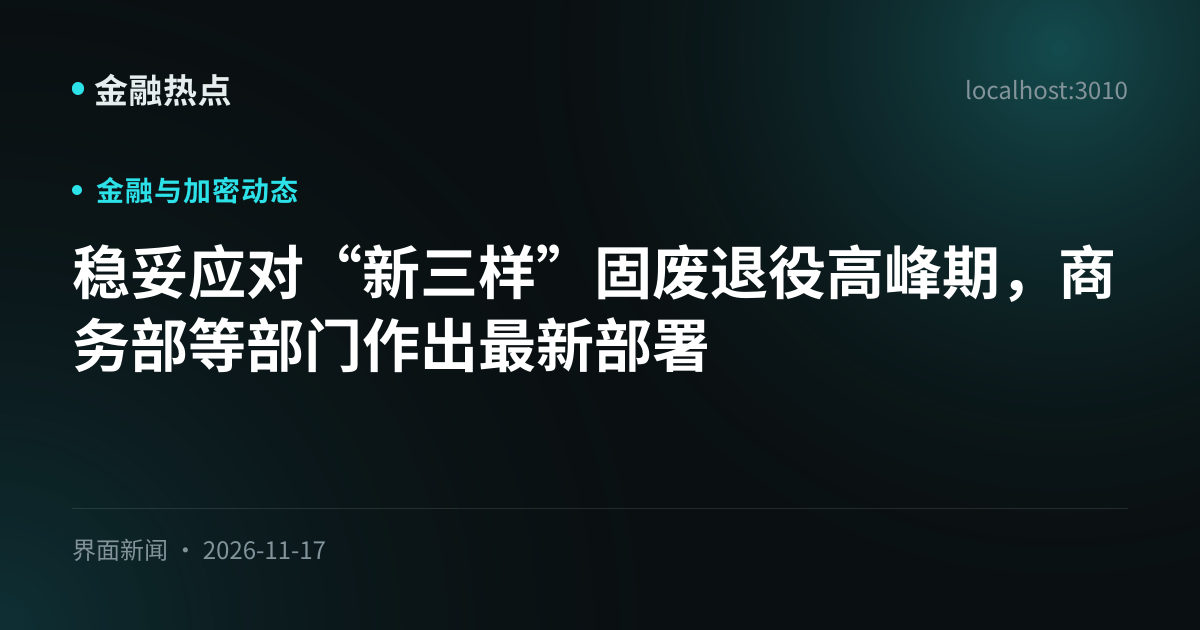 金融热点
localhost:3010
金融与加密动态
稳妥应对“新三样”固废退役高峰期，商
务部等部门作出最新部署
界面新闻 • 2026-11-17